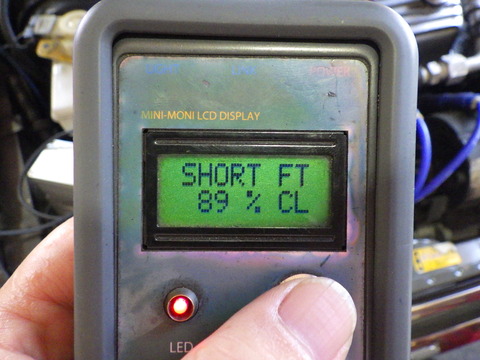 MINI-MONI LCD DISPLAY
SHORT FT
89 % CL
LED